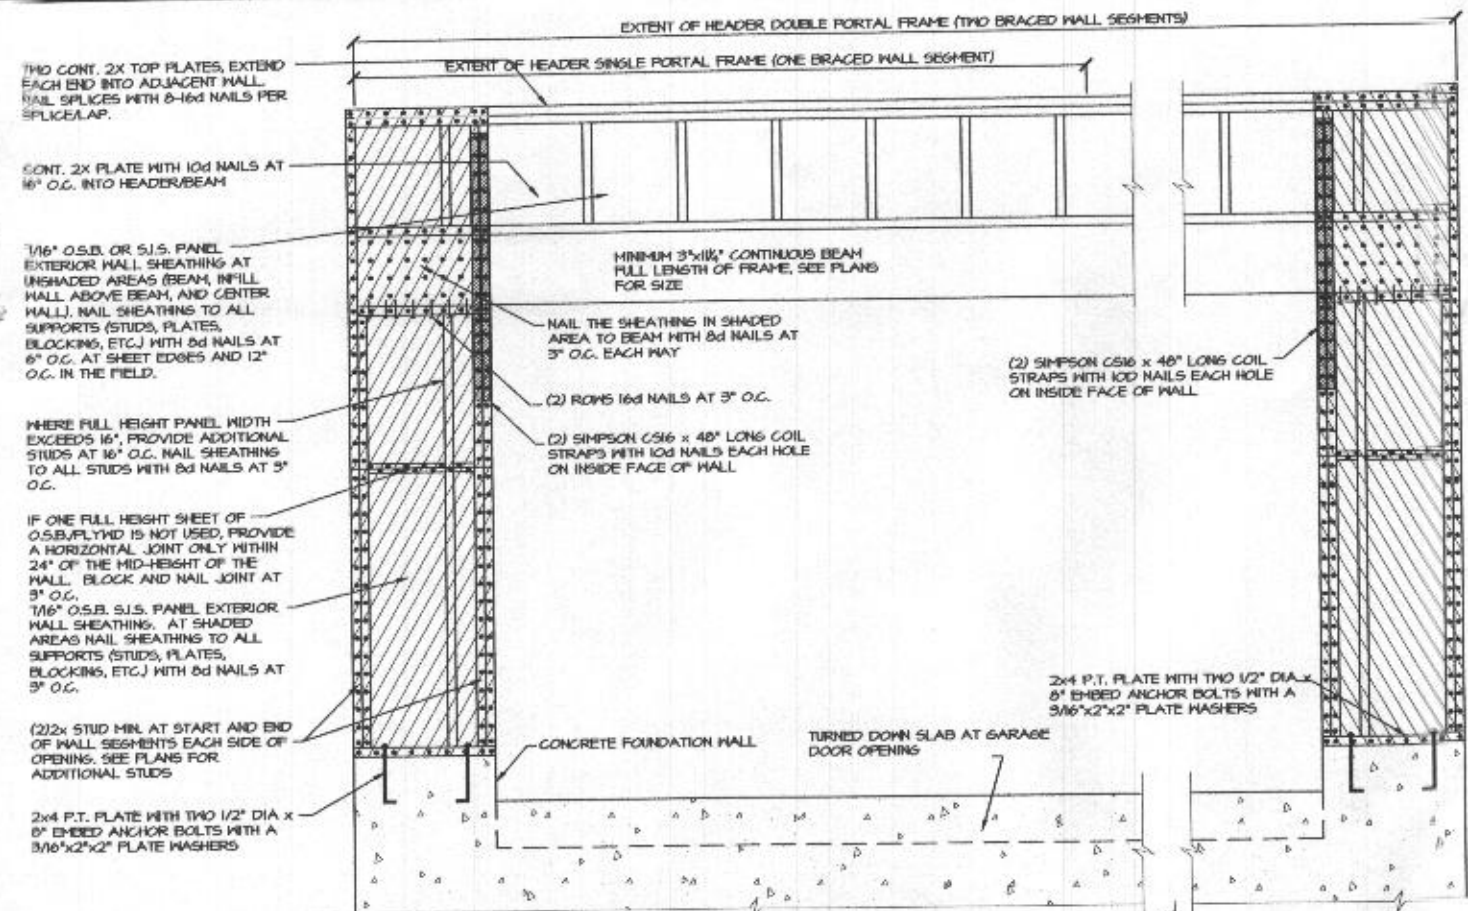 EXTENT OF HEADER DOUBLE PORTAL FRAME (TWO BRACED WALL SEGMENTS)
EXTENT OF HEADER SINGLE PORTAL FRAME (ONE BRACED WALL SEGMENT)
TWO CONT. 2X TOP PLATES, EXTEND
EACH END INTO ADJACENT WALL.
NAIL SPLICES WITH 8-16d NAILS PER
SPLICE/LAP.
CONT. 2X PLATE WITH 10d NAILS AT
16" O.C. INTO HEADER/BEAM
7/16" O.S.B. OR S.I.S. PANEL
EXTERIOR WALL SHEATHING AT
UNSHADED AREAS (BEAM, INFILL
WALL ABOVE BEAM, AND CENTER
WALL). NAIL SHEATHING TO ALL
SUPPORTS (STUDS, PLATES,
BLOCKING, ETC.) WITH 8d NAILS AT
6" O.C. AT SHEET EDGES AND 12"
O.C. IN THE FIELD.
WHERE FULL HEIGHT PANEL WIDTH
EXCEEDS 16", PROVIDE ADDITIONAL
STUDS AT 16" O.C. NAIL SHEATHING
TO ALL STUDS WITH 8d NAILS AT 3"
O.C.
IF ONE FULL HEIGHT SHEET OF
O.S.B./PLYWD IS NOT USED, PROVIDE
A HORIZONTAL JOINT ONLY WITHIN
24" OF THE MID-HEIGHT OF THE
WALL. BLOCK AND NAIL JOINT AT
3" O.C.
7/16" O.S.B. S.I.S. PANEL EXTERIOR
WALL SHEATHING. AT SHADED
AREAS NAIL SHEATHING TO ALL
SUPPORTS (STUDS, PLATES,
BLOCKING, ETC.) WITH 8d NAILS AT
3" O.C.
(2)2x STUD MIN. AT START AND END
OF WALL SEGMENTS EACH SIDE OF
OPENING. SEE PLANS FOR
ADDITIONAL STUDS
2x4 P.T. PLATE WITH TWO 1/2" DIA x
8" EMBED ANCHOR BOLTS WITH A
3/16"x2"x2" PLATE WASHERS
MINIMUM 3"x11¼" CONTINUOUS BEAM
FULL LENGTH OF FRAME, SEE PLANS
FOR SIZE
NAIL THE SHEATHING IN SHADED
AREA TO BEAM WITH 8d NAILS AT
3" O.C. EACH WAY
(2) ROWS 16d NAILS AT 3" O.C.
(2) SIMPSON CS16 x 48" LONG COIL
STRAPS WITH 10d NAILS EACH HOLE
ON INSIDE FACE OF WALL
(2) SIMPSON CS16 x 48" LONG COIL
STRAPS WITH 10D NAILS EACH HOLE
ON INSIDE FACE OF WALL
2x4 P.T. PLATE WITH TWO 1/2" DIA x
8" EMBED ANCHOR BOLTS WITH A
3/16"x2"x2" PLATE WASHERS
CONCRETE FOUNDATION WALL
TURNED DOWN SLAB AT GARAGE
DOOR OPENING